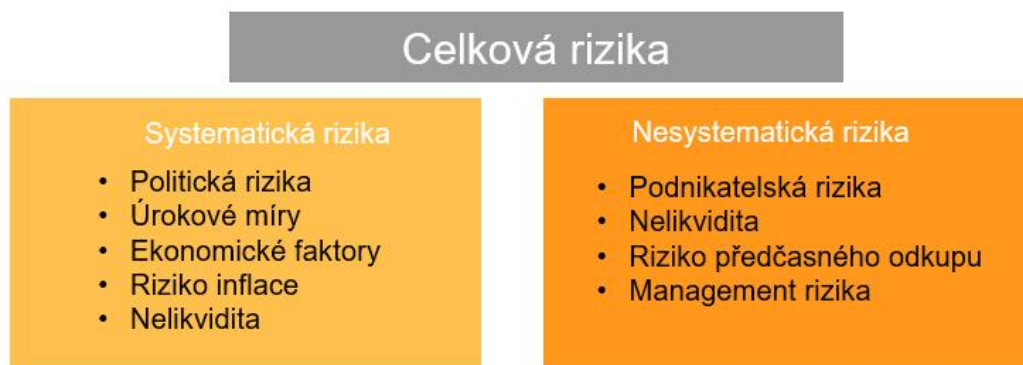 Celková rizika
Systematická rizika
• Politická rizika
• Úrokové míry
• Ekonomické faktory
• Riziko inflace
• Nelikvidita
Nesystematická rizika
• Podnikatelská rizika
• Nelikvidita
• Riziko předčasného odkupu
• Management rizika